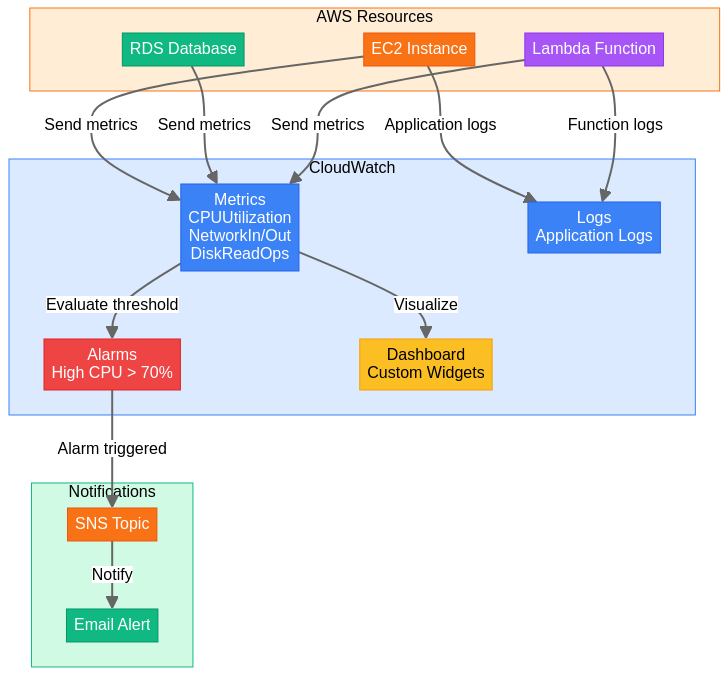 AWS Resources
RDS Database
EC2 Instance
Lambda Function
Send metrics
Send metrics
Send metrics
Application logs
Function logs
CloudWatch
Metrics
CPUUtilization
NetworkIn/Out
DiskReadOps
Logs
Application Logs
Evaluate threshold
Visualize
Alarms
High CPU > 70%
Dashboard
Custom Widgets
Alarm triggered
Notifications
SNS Topic
Notify
Email Alert